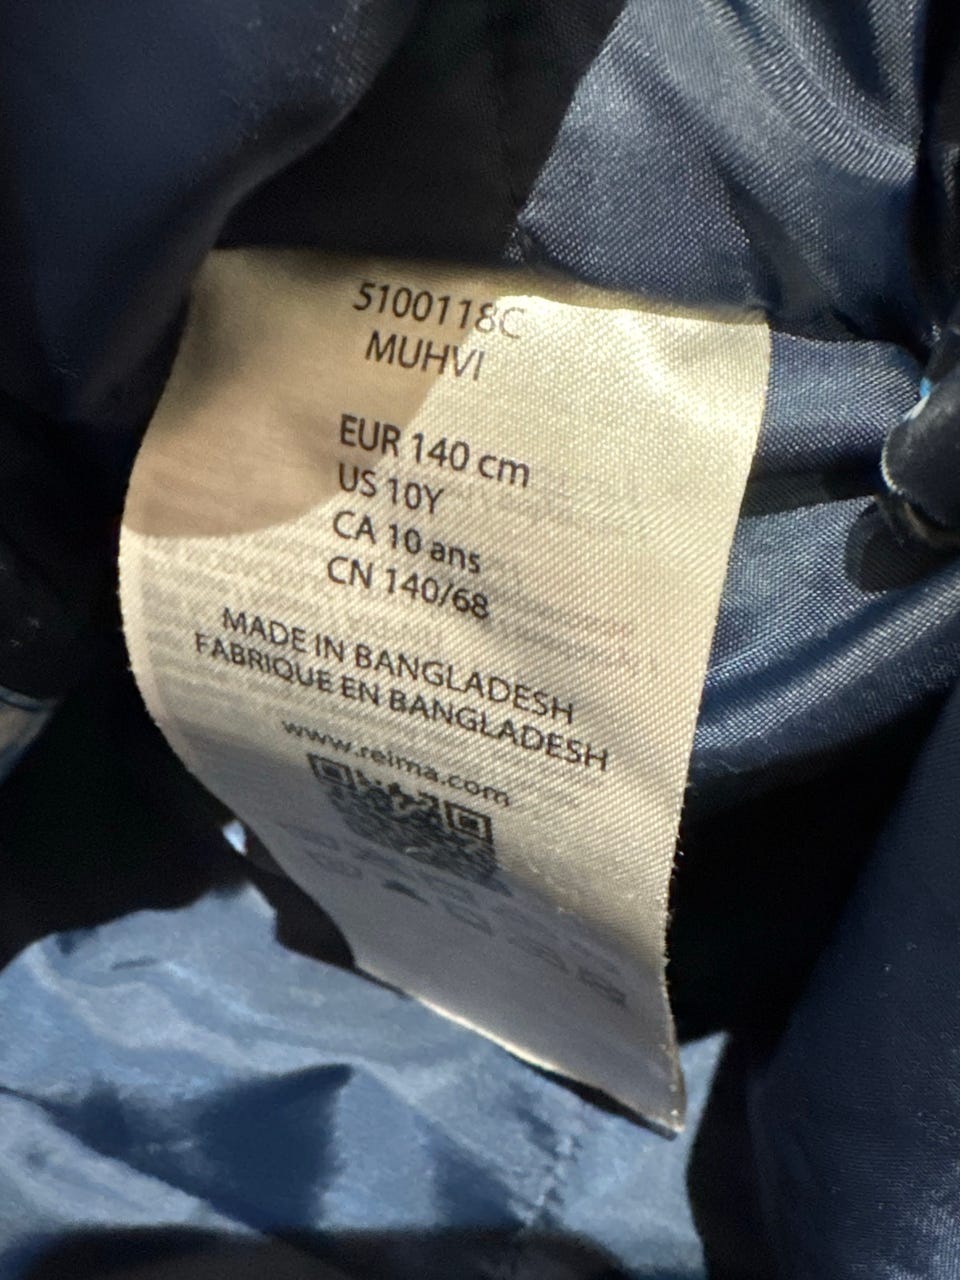 5100118C
MUHVI
EUR 140 cm
US 10Y
CA 10 ans
CN 140/68
MADE IN BANGLADESH
FABRIQUE EN BANGLADESH
www.reima.com